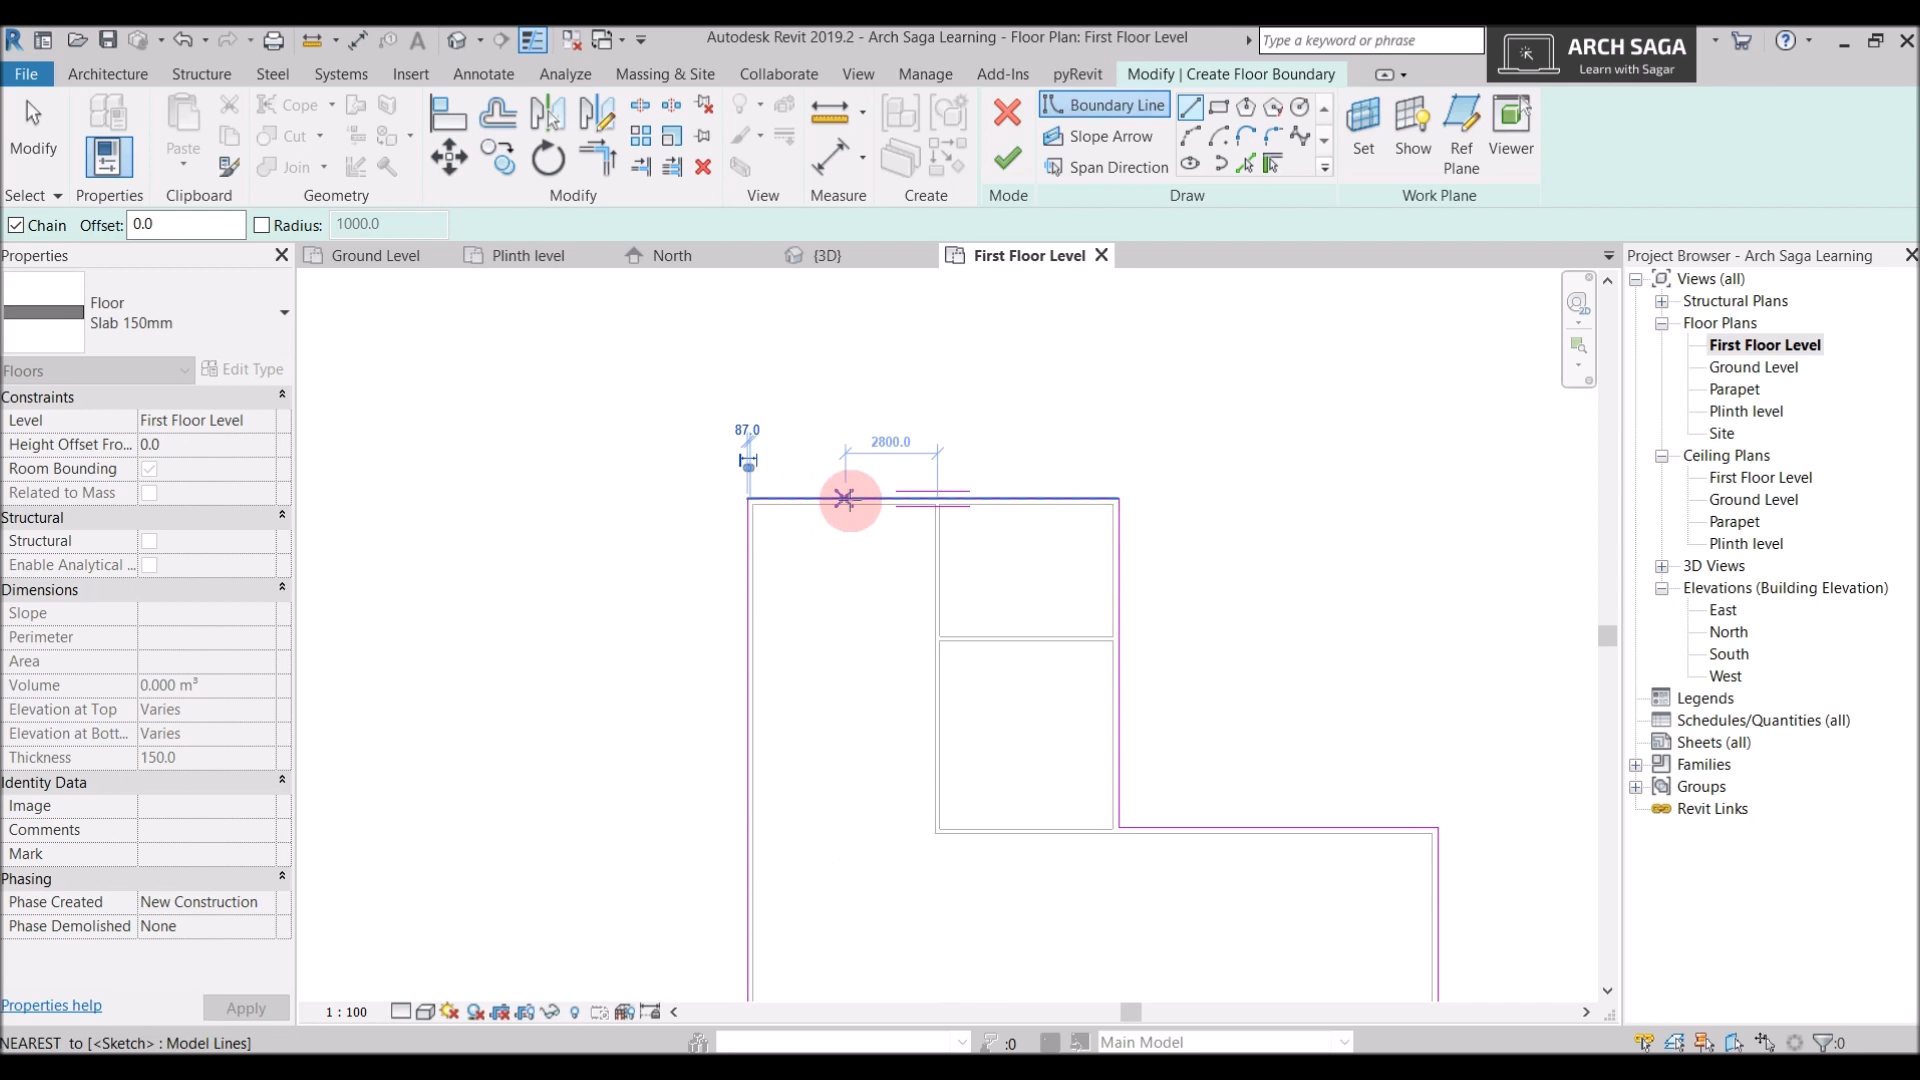 Autodesk Revit 2019.2 - Arch Saga Learning - Floor Plan: First Floor Level
Type a keyword or phrase
ARCH SAGA
Learn with Sagar
File Architecture Structure Steel Systems Insert Annotate Analyze Massing & Site Collaborate View Manage Add-Ins pyRevit Modify | Create Floor Boundary
Cope
Boundary Line
Cut
Slope Arrow
Modify
Paste
Set Show Ref Plane Viewer
Join
Span Direction
Select Properties Clipboard Geometry Modify View Measure Create Mode Draw Work Plane
Chain Offset: 0.0 Radius: 1000.0
Properties
Ground Level Plinth level North {3D} First Floor Level
Project Browser - Arch Saga Learning
Floor
Slab 150mm
Floors Edit Type
Constraints
Level First Floor Level
Height Offset Fro... 0.0
Room Bounding
Related to Mass
Structural
Structural
Enable Analytical ...
Dimensions
Slope
Perimeter
Area
Volume 0.000 m³
Elevation at Top Varies
Elevation at Bott... Varies
Thickness 150.0
Identity Data
Image
Comments
Mark
Phasing
Phase Created New Construction
Phase Demolished None
Properties help Apply
87.0
2800.0
2D
Views (all)
Structural Plans
Floor Plans
First Floor Level
Ground Level
Parapet
Plinth level
Site
Ceiling Plans
First Floor Level
Ground Level
Parapet
Plinth level
3D Views
Elevations (Building Elevation)
East
North
South
West
Legends
Schedules/Quantities (all)
Sheets (all)
Families
Groups
Revit Links
1 : 100
NEAREST to [<Sketch> : Model Lines]
:0
Main Model
:0